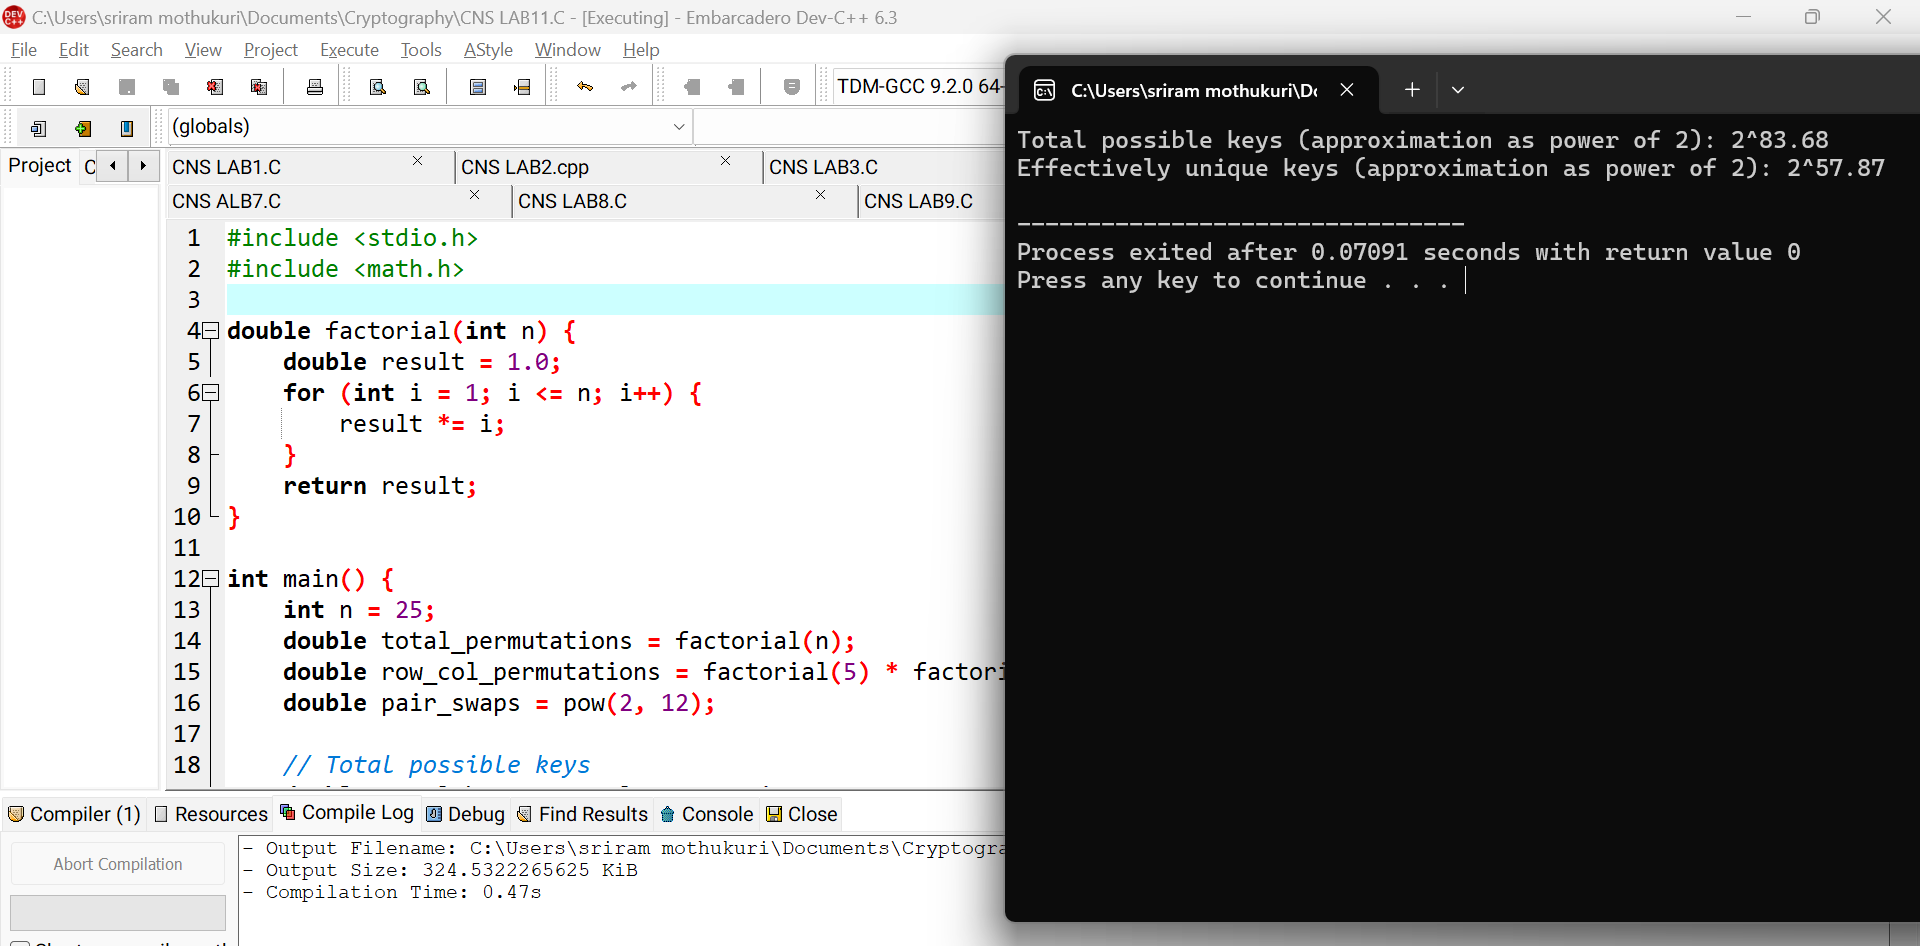 C:\Users\sriram mothukuri\Documents\Cryptography\CNS LAB11.C - [Executing] - Embarcadero Dev-C++ 6.3
File Edit Search View Project Execute Tools AStyle Window Help
TDM-GCC 9.2.0 64-
(globals)
Project C
CNS LAB1.C CNS LAB2.cpp CNS LAB3.C
CNS ALB7.C CNS LAB8.C CNS LAB9.C
1 #include <stdio.h>
2 #include <math.h>
3
4 double factorial(int n) {
5 double result = 1.0;
6 for (int i = 1; i <= n; i++) {
7 result *= i;
8 }
9 return result;
10 }
11
12 int main() {
13 int n = 25;
14 double total_permutations = factorial(n);
15 double row_col_permutations = factorial(5) * factori
16 double pair_swaps = pow(2, 12);
17
18 // Total possible keys
Compiler (1) Resources Compile Log Debug Find Results Console Close
Abort Compilation
- Output Filename: C:\Users\sriram mothukuri\Documents\Cryptogra
- Output Size: 324.5322265625 KiB
- Compilation Time: 0.47s
C:\Users\sriram mothukuri\Do
Total possible keys (approximation as power of 2): 2^83.68
Effectively unique keys (approximation as power of 2): 2^57.87
--------------------------------
Process exited after 0.07091 seconds with return value 0
Press any key to continue . . .